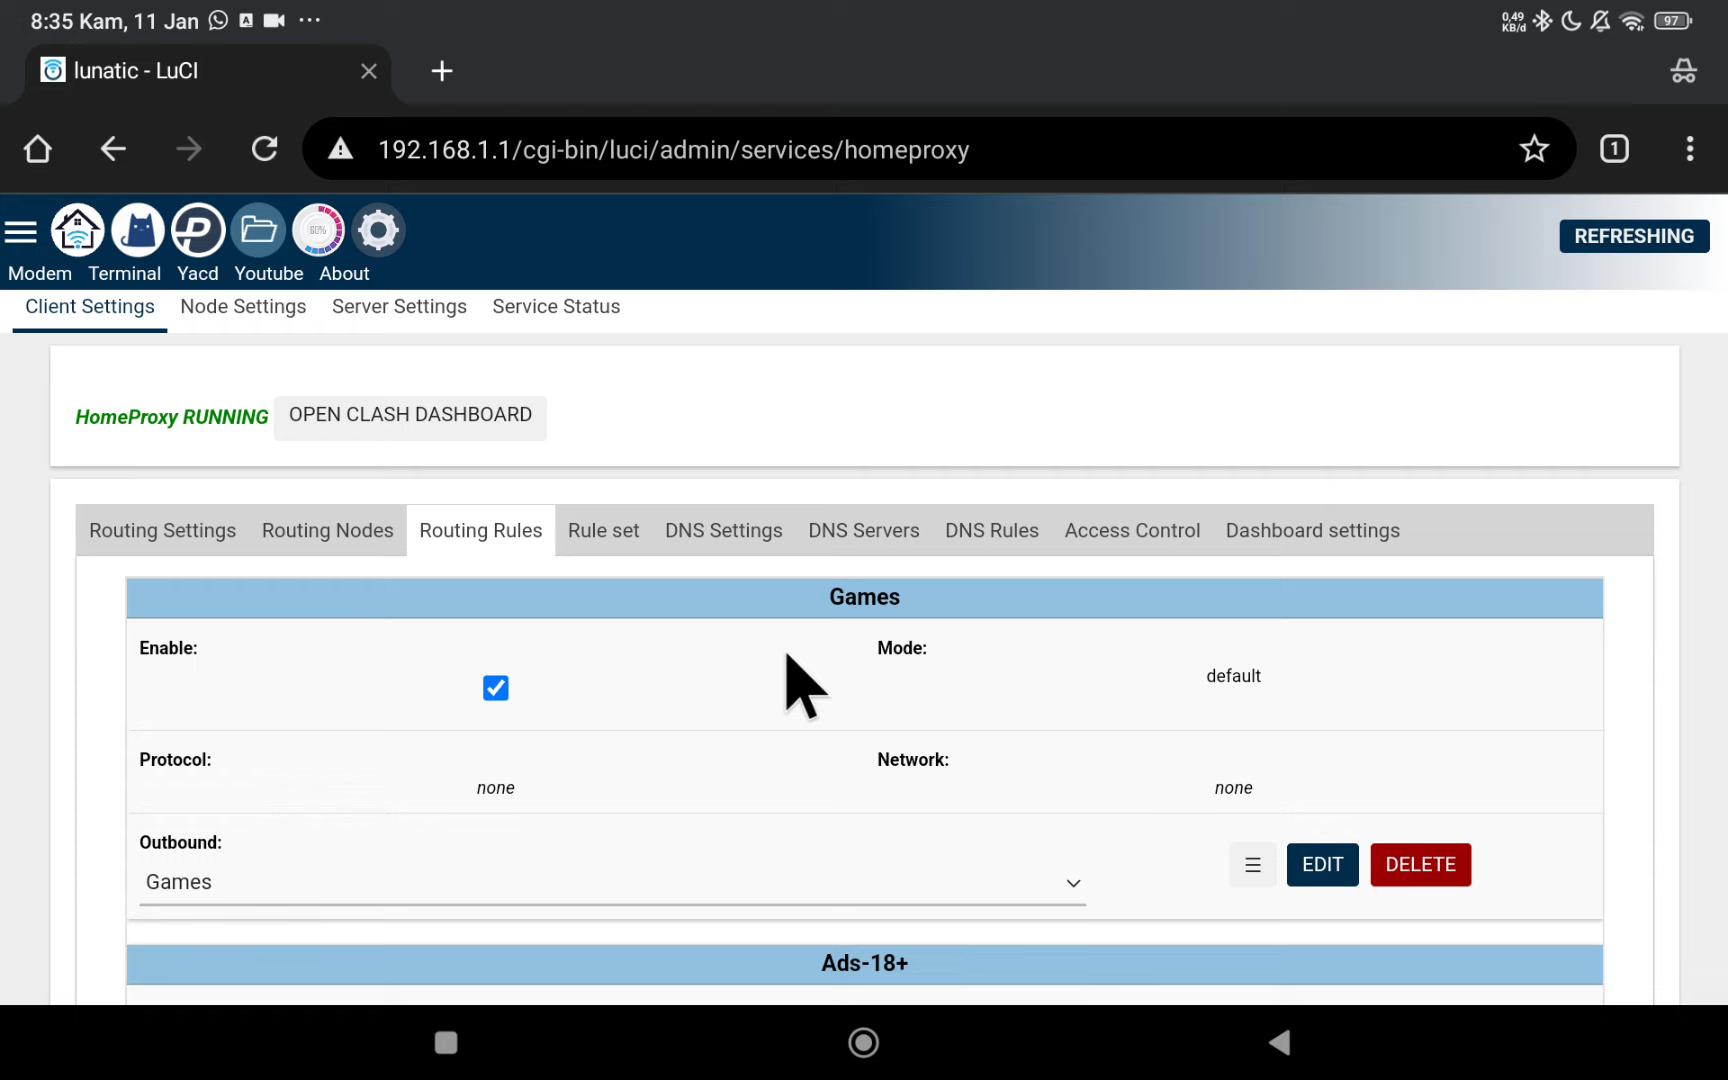 8:35 Kam, 11 Jan
0,49 KB/d 97
lunatic - LuCI
192.168.1.1/cgi-bin/luci/admin/services/homeproxy 1
60%
REFRESHING
Modem Terminal Yacd Youtube About
Client Settings Node Settings Server Settings Service Status
HomeProxy RUNNING OPEN CLASH DASHBOARD
Routing Settings Routing Nodes Routing Rules Rule set DNS Settings DNS Servers DNS Rules Access Control Dashboard settings
Games
Enable: Mode:
default
Protocol: Network:
none none
Outbound:
Games EDIT DELETE
Ads-18+